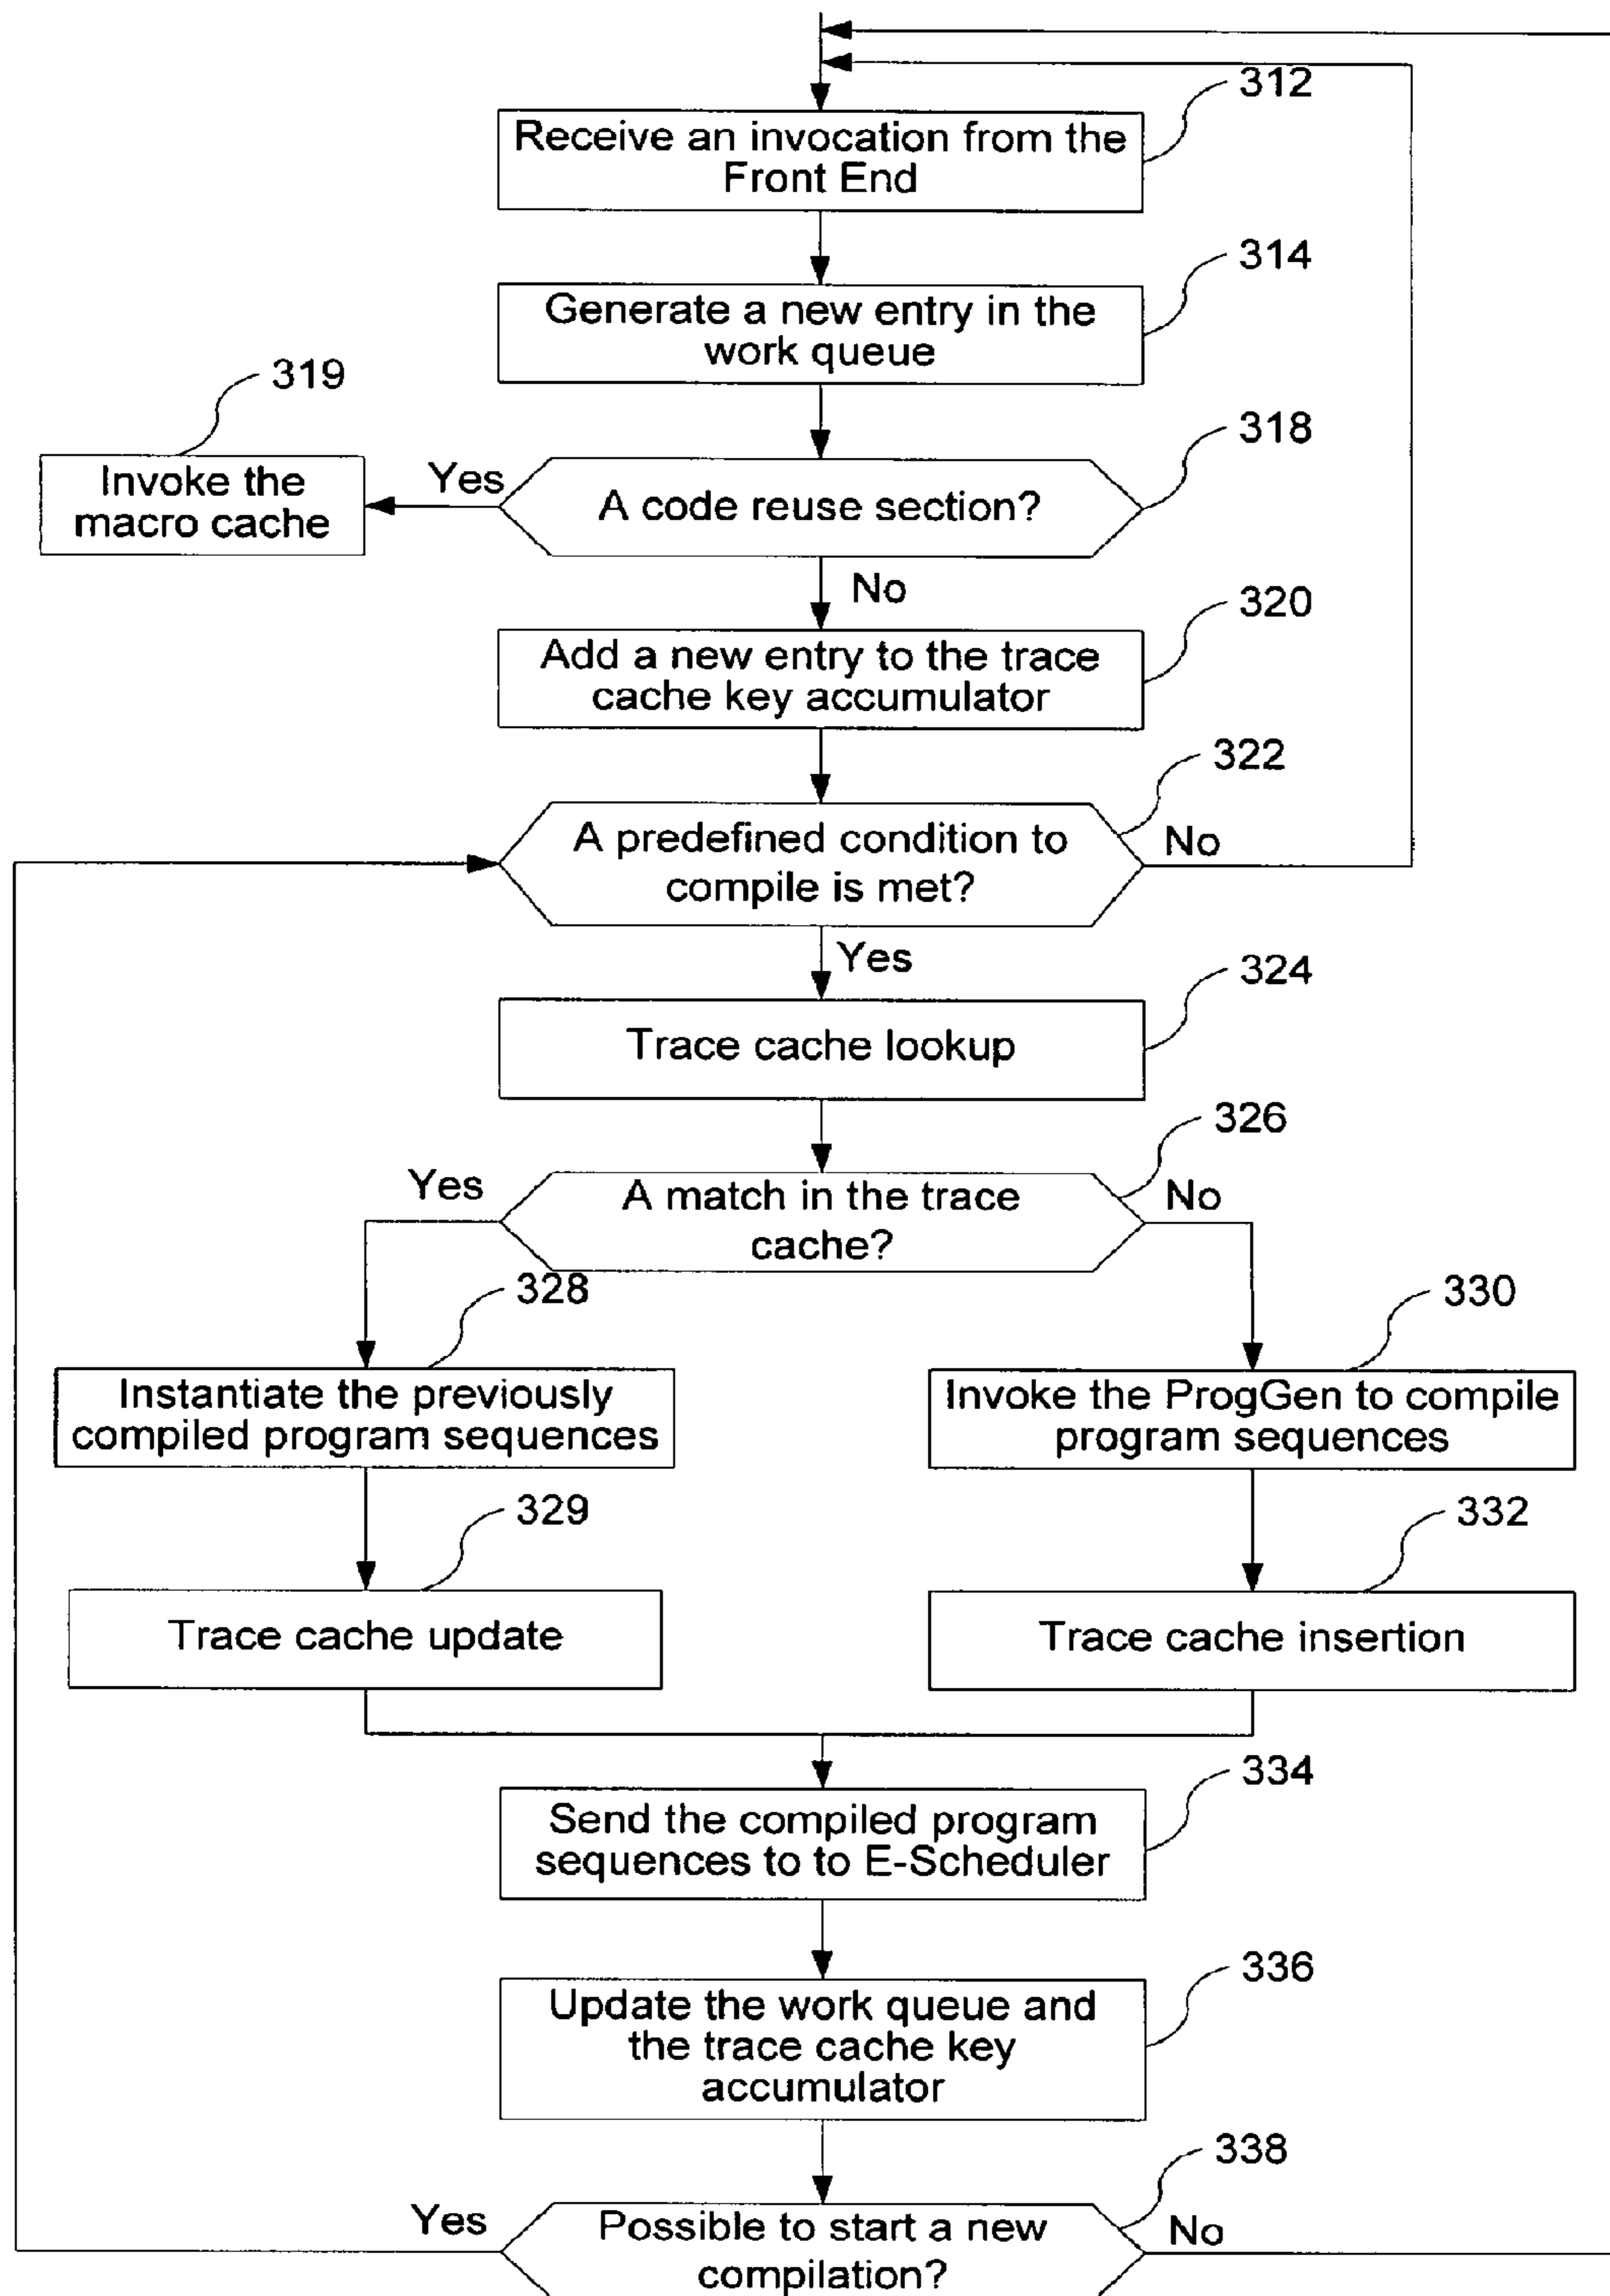 312
Receive an invocation from the
Front End
314
Generate a new entry in the
work queue
319
318
Invoke the
macro cache
Yes
A code reuse section?
No
320
Add a new entry to the trace
cache key accumulator
322
A predefined condition to
compile is met?
No
Yes
324
Trace cache lookup
326
Yes
A match in the trace
cache?
No
328
330
Instantiate the previously
compiled program sequences
Invoke the ProgGen to compile
program sequences
329
332
Trace cache update
Trace cache insertion
334
Send the compiled program
sequences to to E-Scheduler
336
Update the work queue and
the trace cache key
accumulator
338
Yes
Possible to start a new
compilation?
No